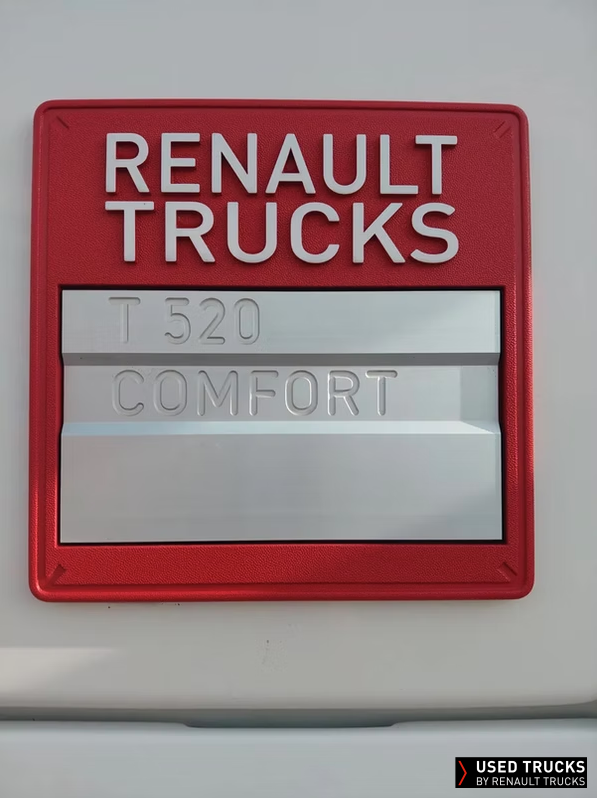 RENAULT
TRUCKS
T 520
COMFORT
USED TRUCKS
BY RENAULT TRUCKS